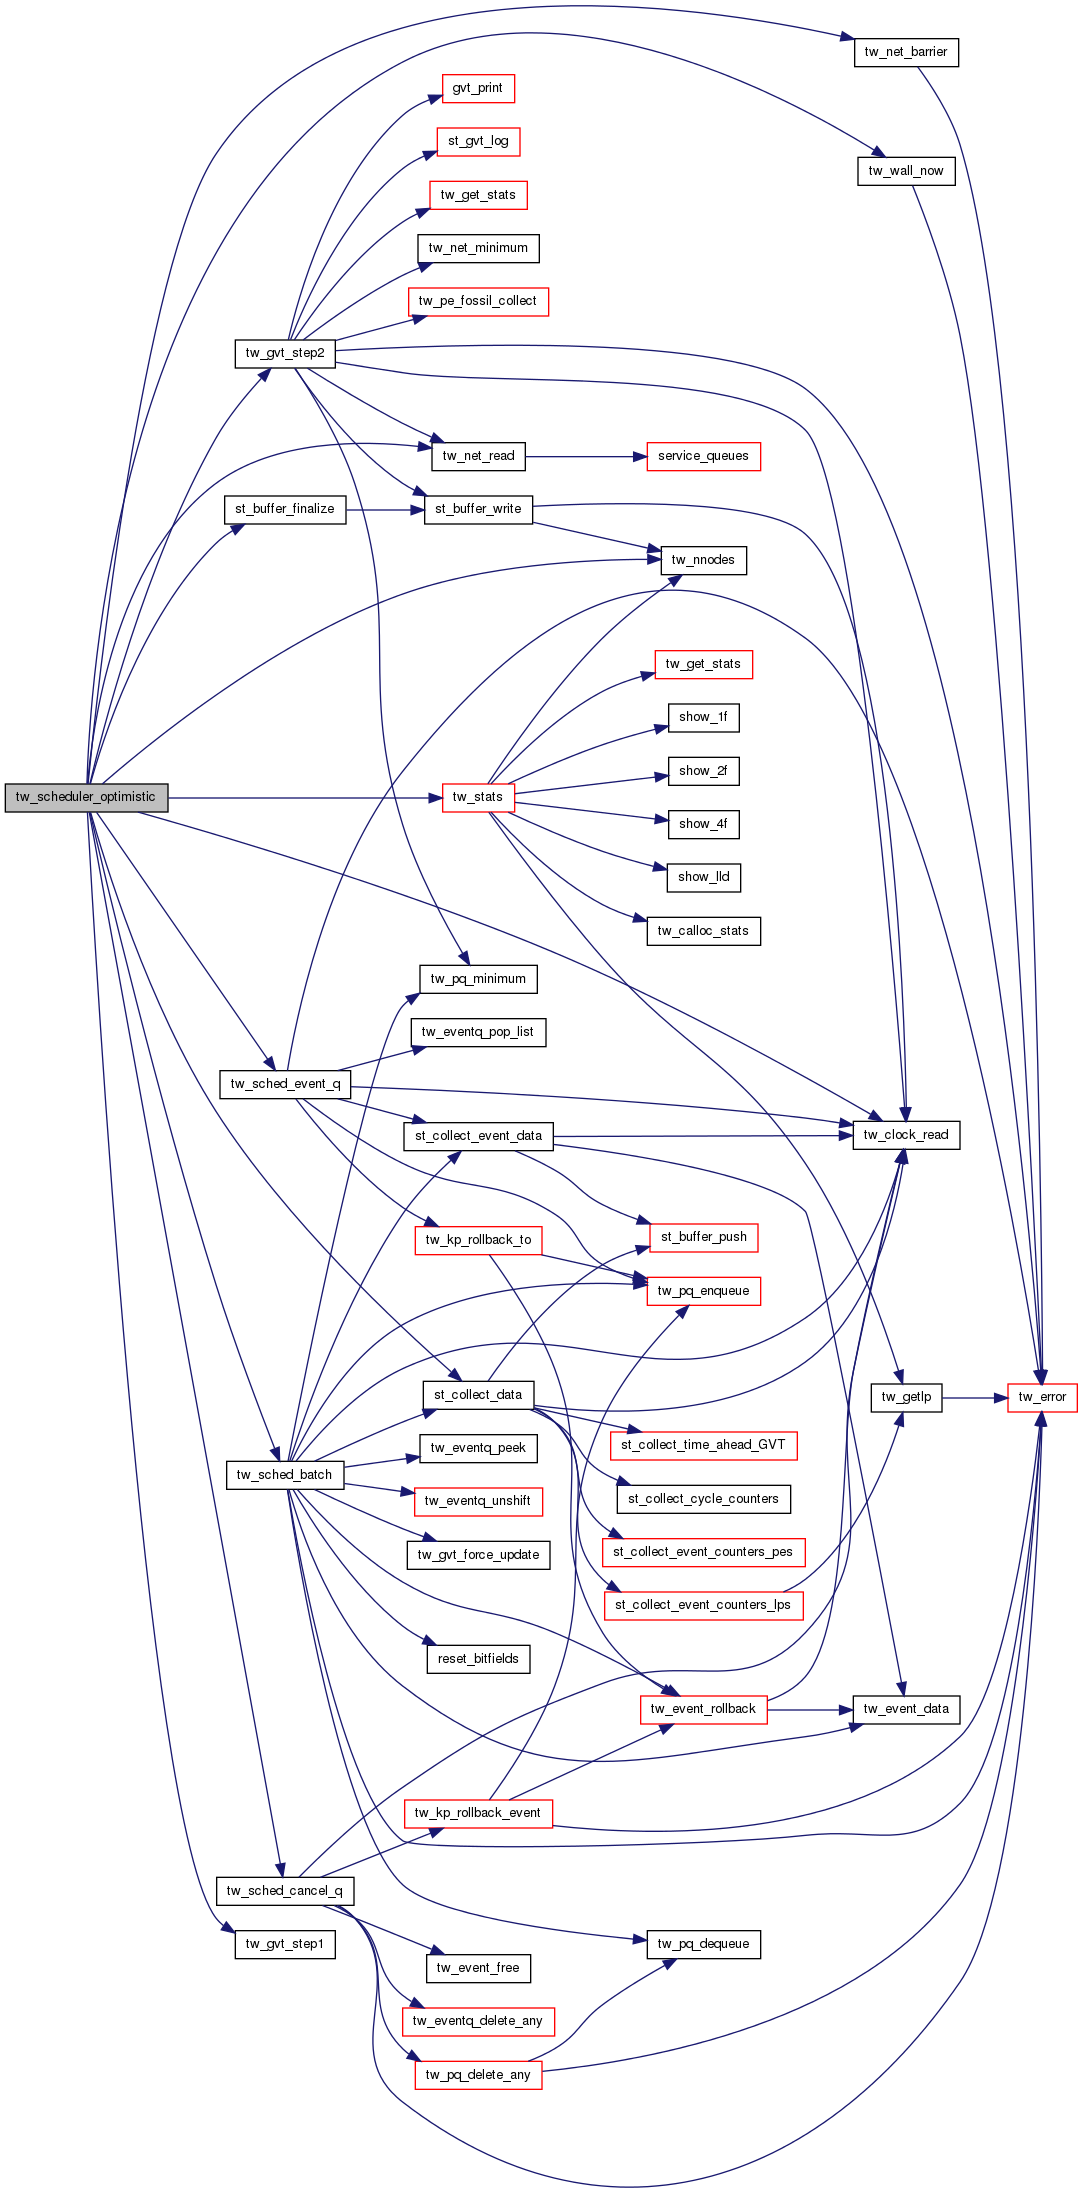 tw_net_barrier
gvt_print
st_gvt_log
tw_wall_now
tw_get_stats
tw_net_minimum
tw_pe_fossil_collect
tw_gvt_step2
tw_net_read
service_queues
st_buffer_finalize
st_buffer_write
tw_nnodes
tw_get_stats
show_1f
show_2f
tw_scheduler_optimistic
tw_stats
show_4f
show_lld
tw_calloc_stats
tw_pq_minimum
tw_eventq_pop_list
tw_sched_event_q
st_collect_event_data
tw_clock_read
tw_kp_rollback_to
st_buffer_push
tw_pq_enqueue
st_collect_data
tw_getlp
tw_error
tw_eventq_peek
st_collect_time_ahead_GVT
tw_sched_batch
tw_eventq_unshift
st_collect_cycle_counters
tw_gvt_force_update
st_collect_event_counters_pes
st_collect_event_counters_lps
reset_bitfields
tw_event_rollback
tw_event_data
tw_kp_rollback_event
tw_sched_cancel_q
tw_gvt_step1
tw_pq_dequeue
tw_event_free
tw_eventq_delete_any
tw_pq_delete_any